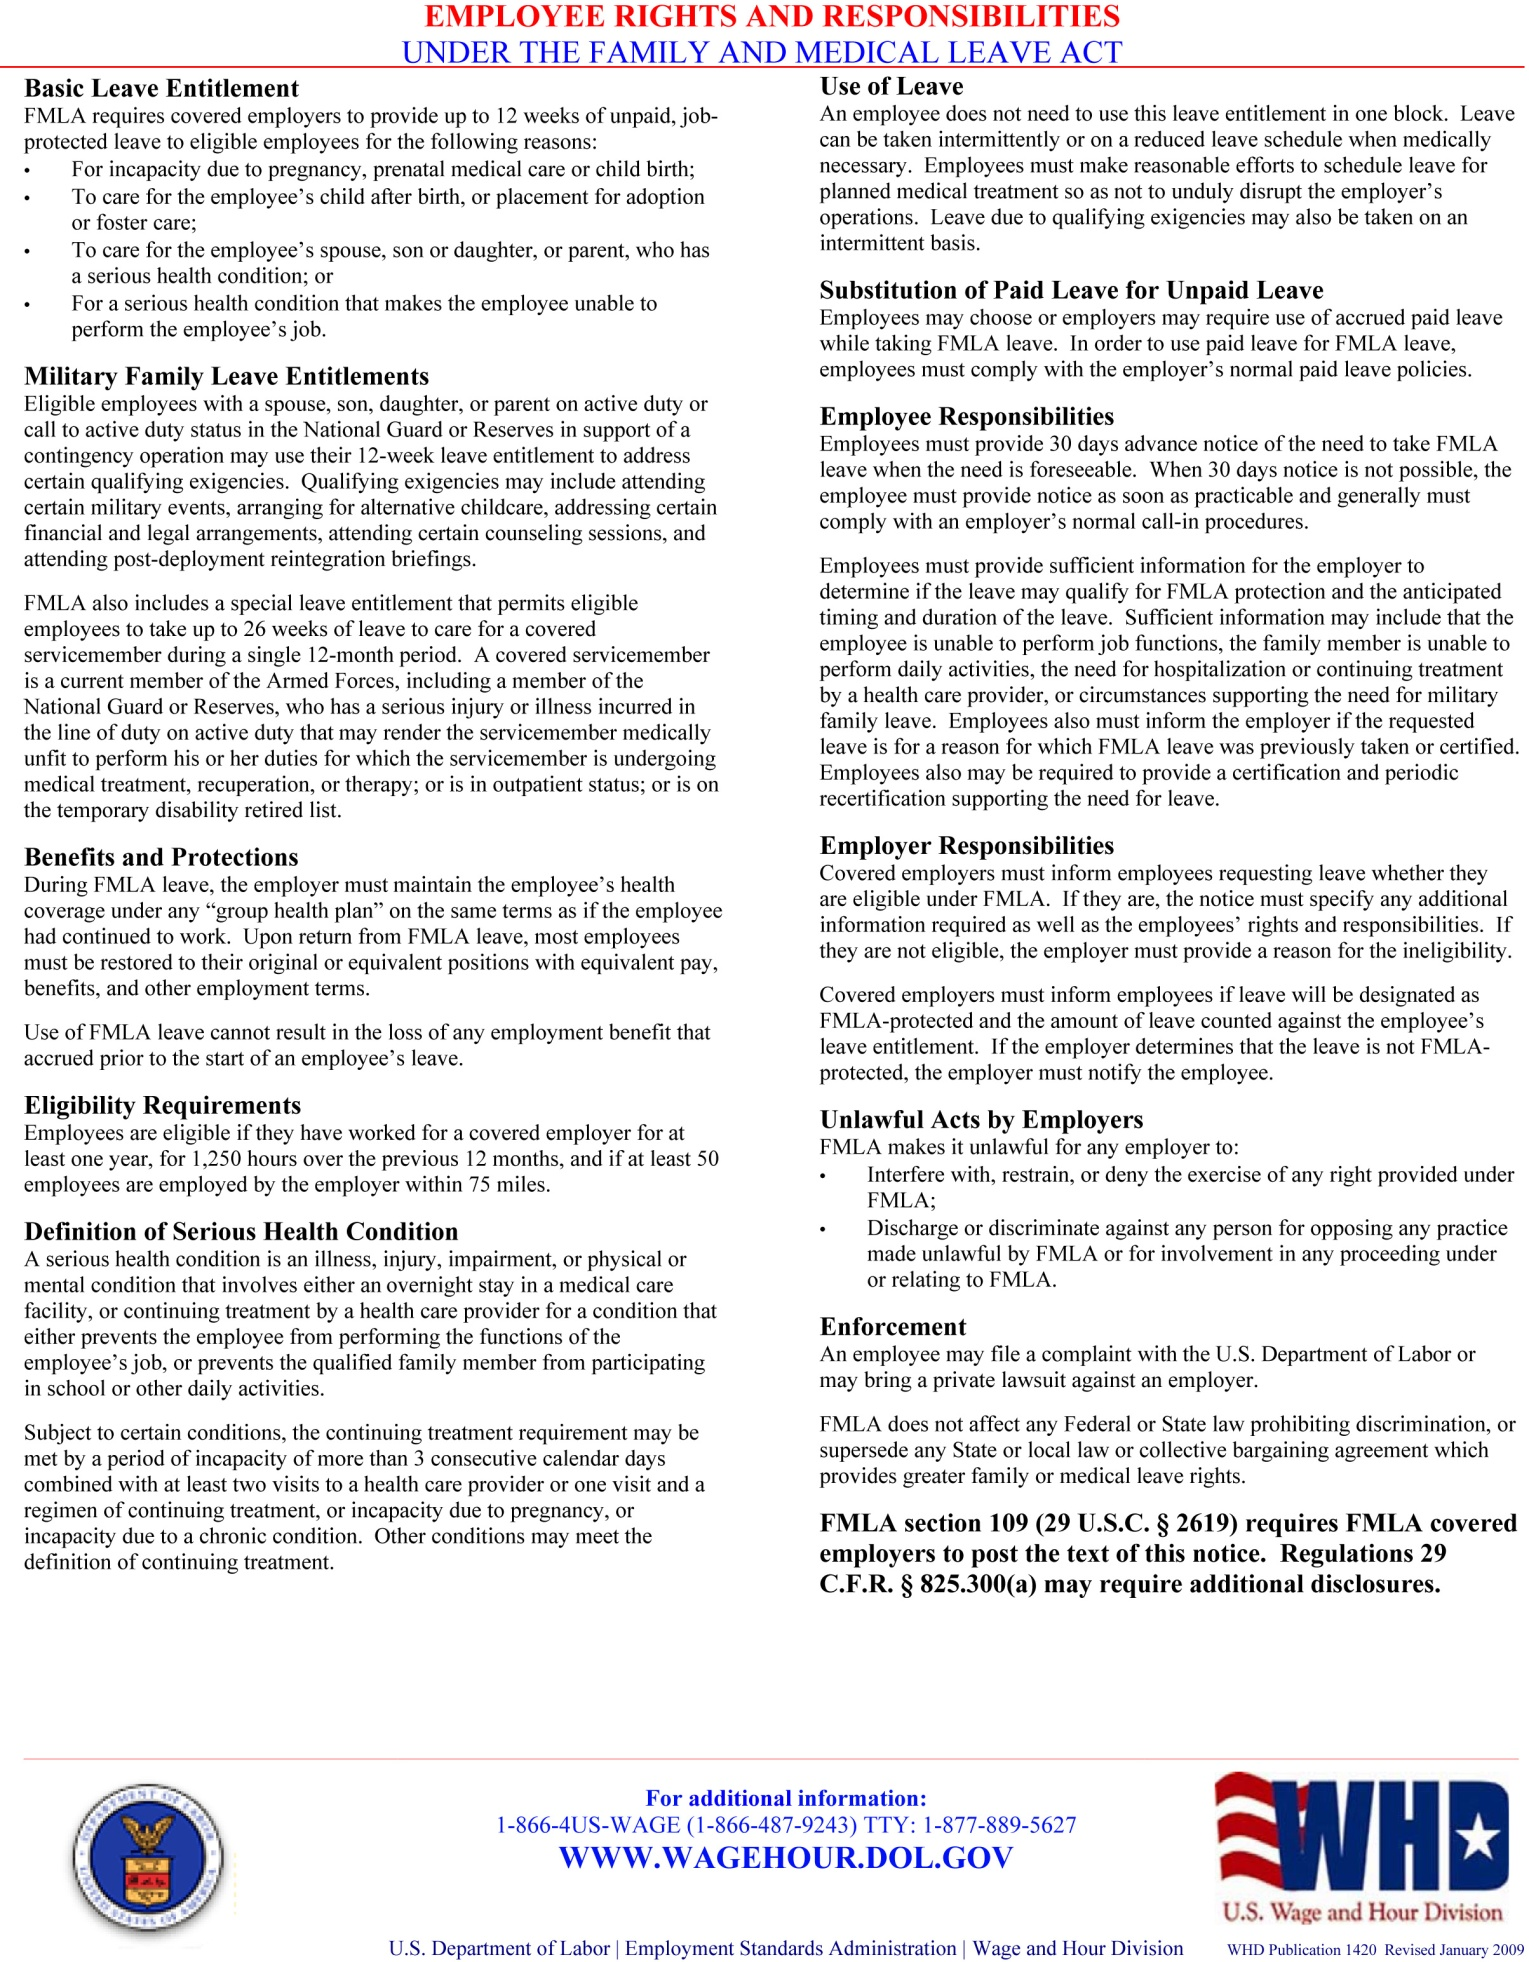 EMPLOYEE RIGHTS AND RESPONSIBILITIES
UNDER THE FAMILY AND MEDICAL LEAVE ACT
Basic Leave Entitlement
FMLA requires covered employers to provide up to 12 weeks of unpaid, job-
protected leave to eligible employees for the following reasons:
• For incapacity due to pregnancy, prenatal medical care or child birth;
• To care for the employee’s child after birth, or placement for adoption
or foster care;
• To care for the employee’s spouse, son or daughter, or parent, who has
a serious health condition; or
• For a serious health condition that makes the employee unable to
perform the employee’s job.
Military Family Leave Entitlements
Eligible employees with a spouse, son, daughter, or parent on active duty or
call to active duty status in the National Guard or Reserves in support of a
contingency operation may use their 12-week leave entitlement to address
certain qualifying exigencies. Qualifying exigencies may include attending
certain military events, arranging for alternative childcare, addressing certain
financial and legal arrangements, attending certain counseling sessions, and
attending post-deployment reintegration briefings.
FMLA also includes a special leave entitlement that permits eligible
employees to take up to 26 weeks of leave to care for a covered
servicemember during a single 12-month period. A covered servicemember
is a current member of the Armed Forces, including a member of the
National Guard or Reserves, who has a serious injury or illness incurred in
the line of duty on active duty that may render the servicemember medically
unfit to perform his or her duties for which the servicemember is undergoing
medical treatment, recuperation, or therapy; or is in outpatient status; or is on
the temporary disability retired list.
Benefits and Protections
During FMLA leave, the employer must maintain the employee’s health
coverage under any “group health plan” on the same terms as if the employee
had continued to work. Upon return from FMLA leave, most employees
must be restored to their original or equivalent positions with equivalent pay,
benefits, and other employment terms.
Use of FMLA leave cannot result in the loss of any employment benefit that
accrued prior to the start of an employee’s leave.
Eligibility Requirements
Employees are eligible if they have worked for a covered employer for at
least one year, for 1,250 hours over the previous 12 months, and if at least 50
employees are employed by the employer within 75 miles.
Definition of Serious Health Condition
A serious health condition is an illness, injury, impairment, or physical or
mental condition that involves either an overnight stay in a medical care
facility, or continuing treatment by a health care provider for a condition that
either prevents the employee from performing the functions of the
employee’s job, or prevents the qualified family member from participating
in school or other daily activities.
Subject to certain conditions, the continuing treatment requirement may be
met by a period of incapacity of more than 3 consecutive calendar days
combined with at least two visits to a health care provider or one visit and a
regimen of continuing treatment, or incapacity due to pregnancy, or
incapacity due to a chronic condition. Other conditions may meet the
definition of continuing treatment.
Use of Leave
An employee does not need to use this leave entitlement in one block. Leave
can be taken intermittently or on a reduced leave schedule when medically
necessary. Employees must make reasonable efforts to schedule leave for
planned medical treatment so as not to unduly disrupt the employer’s
operations. Leave due to qualifying exigencies may also be taken on an
intermittent basis.
Substitution of Paid Leave for Unpaid Leave
Employees may choose or employers may require use of accrued paid leave
while taking FMLA leave. In order to use paid leave for FMLA leave,
employees must comply with the employer’s normal paid leave policies.
Employee Responsibilities
Employees must provide 30 days advance notice of the need to take FMLA
leave when the need is foreseeable. When 30 days notice is not possible, the
employee must provide notice as soon as practicable and generally must
comply with an employer’s normal call-in procedures.
Employees must provide sufficient information for the employer to
determine if the leave may qualify for FMLA protection and the anticipated
timing and duration of the leave. Sufficient information may include that the
employee is unable to perform job functions, the family member is unable to
perform daily activities, the need for hospitalization or continuing treatment
by a health care provider, or circumstances supporting the need for military
family leave. Employees also must inform the employer if the requested
leave is for a reason for which FMLA leave was previously taken or certified.
Employees also may be required to provide a certification and periodic
recertification supporting the need for leave.
Employer Responsibilities
Covered employers must inform employees requesting leave whether they
are eligible under FMLA. If they are, the notice must specify any additional
information required as well as the employees’ rights and responsibilities. If
they are not eligible, the employer must provide a reason for the ineligibility.
Covered employers must inform employees if leave will be designated as
FMLA-protected and the amount of leave counted against the employee’s
leave entitlement. If the employer determines that the leave is not FMLA-
protected, the employer must notify the employee.
Unlawful Acts by Employers
FMLA makes it unlawful for any employer to:
• Interfere with, restrain, or deny the exercise of any right provided under
FMLA;
• Discharge or discriminate against any person for opposing any practice
made unlawful by FMLA or for involvement in any proceeding under
or relating to FMLA.
Enforcement
An employee may file a complaint with the U.S. Department of Labor or
may bring a private lawsuit against an employer.
FMLA does not affect any Federal or State law prohibiting discrimination, or
supersede any State or local law or collective bargaining agreement which
provides greater family or medical leave rights.
FMLA section 109 (29 U.S.C. § 2619) requires FMLA covered
employers to post the text of this notice. Regulations 29
C.F.R. § 825.300(a) may require additional disclosures.
DEPARTMENT OF LABOR
UNITED STATES OF AMERICA
For additional information:
1-866-4US-WAGE (1-866-487-9243) TTY: 1-877-889-5627
WWW.WAGEHOUR.DOL.GOV
WHD
U.S. Wage and Hour Division
U.S. Department of Labor | Employment Standards Administration | Wage and Hour Division
WHD Publication 1420 Revised January 2009